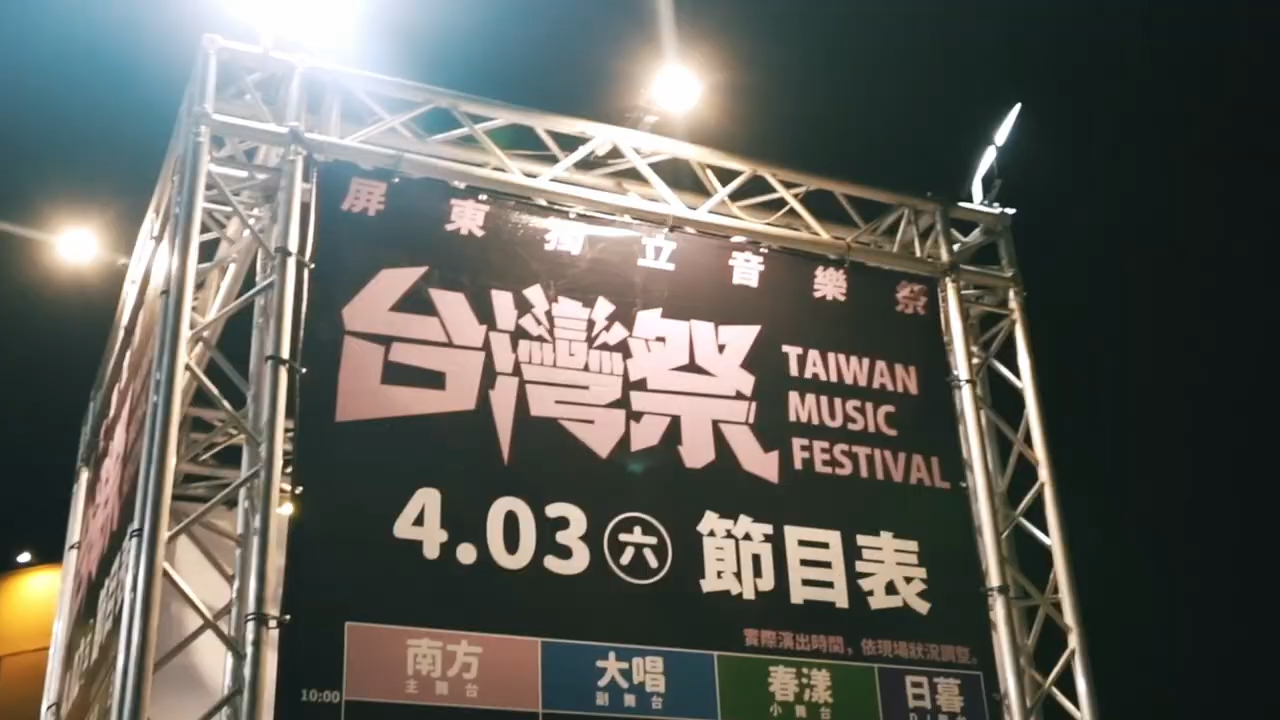 屏東獨立音樂祭
台灣祭
TAIWAN
MUSIC
FESTIVAL
4.03㊅節目表
實際演出時間,依現場狀況調整。
南方 大唱 春漾 日暮
主舞台 副舞台 小舞台
10:00